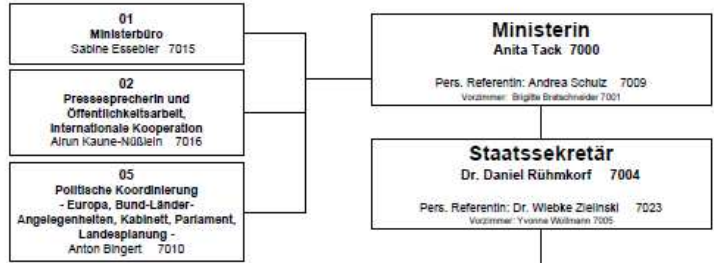 01
Ministerbüro
Sabine Essebier 7015
02
Pressesprecherin und
Öffentlichkeitsarbeit,
Internationale Kooperation
Alrun Kaune-Nüßlein 7016
05
Politische Koordinierung
- Europa, Bund-Länder-
Angelegenheiten, Kabinett, Parlament,
Landesplanung -
Anton Bingert 7010
Ministerin
Anita Tack 7000
Pers. Referentin: Andrea Schulz 7009
Vorzimmer: Brigitte Bretschneider 7001
Staatssekretär
Dr. Daniel Rühmkorf 7004
Pers. Referentin: Dr. Wiebke Zielinski 7023
Vorzimmer: Yvonne Wollmann 7005